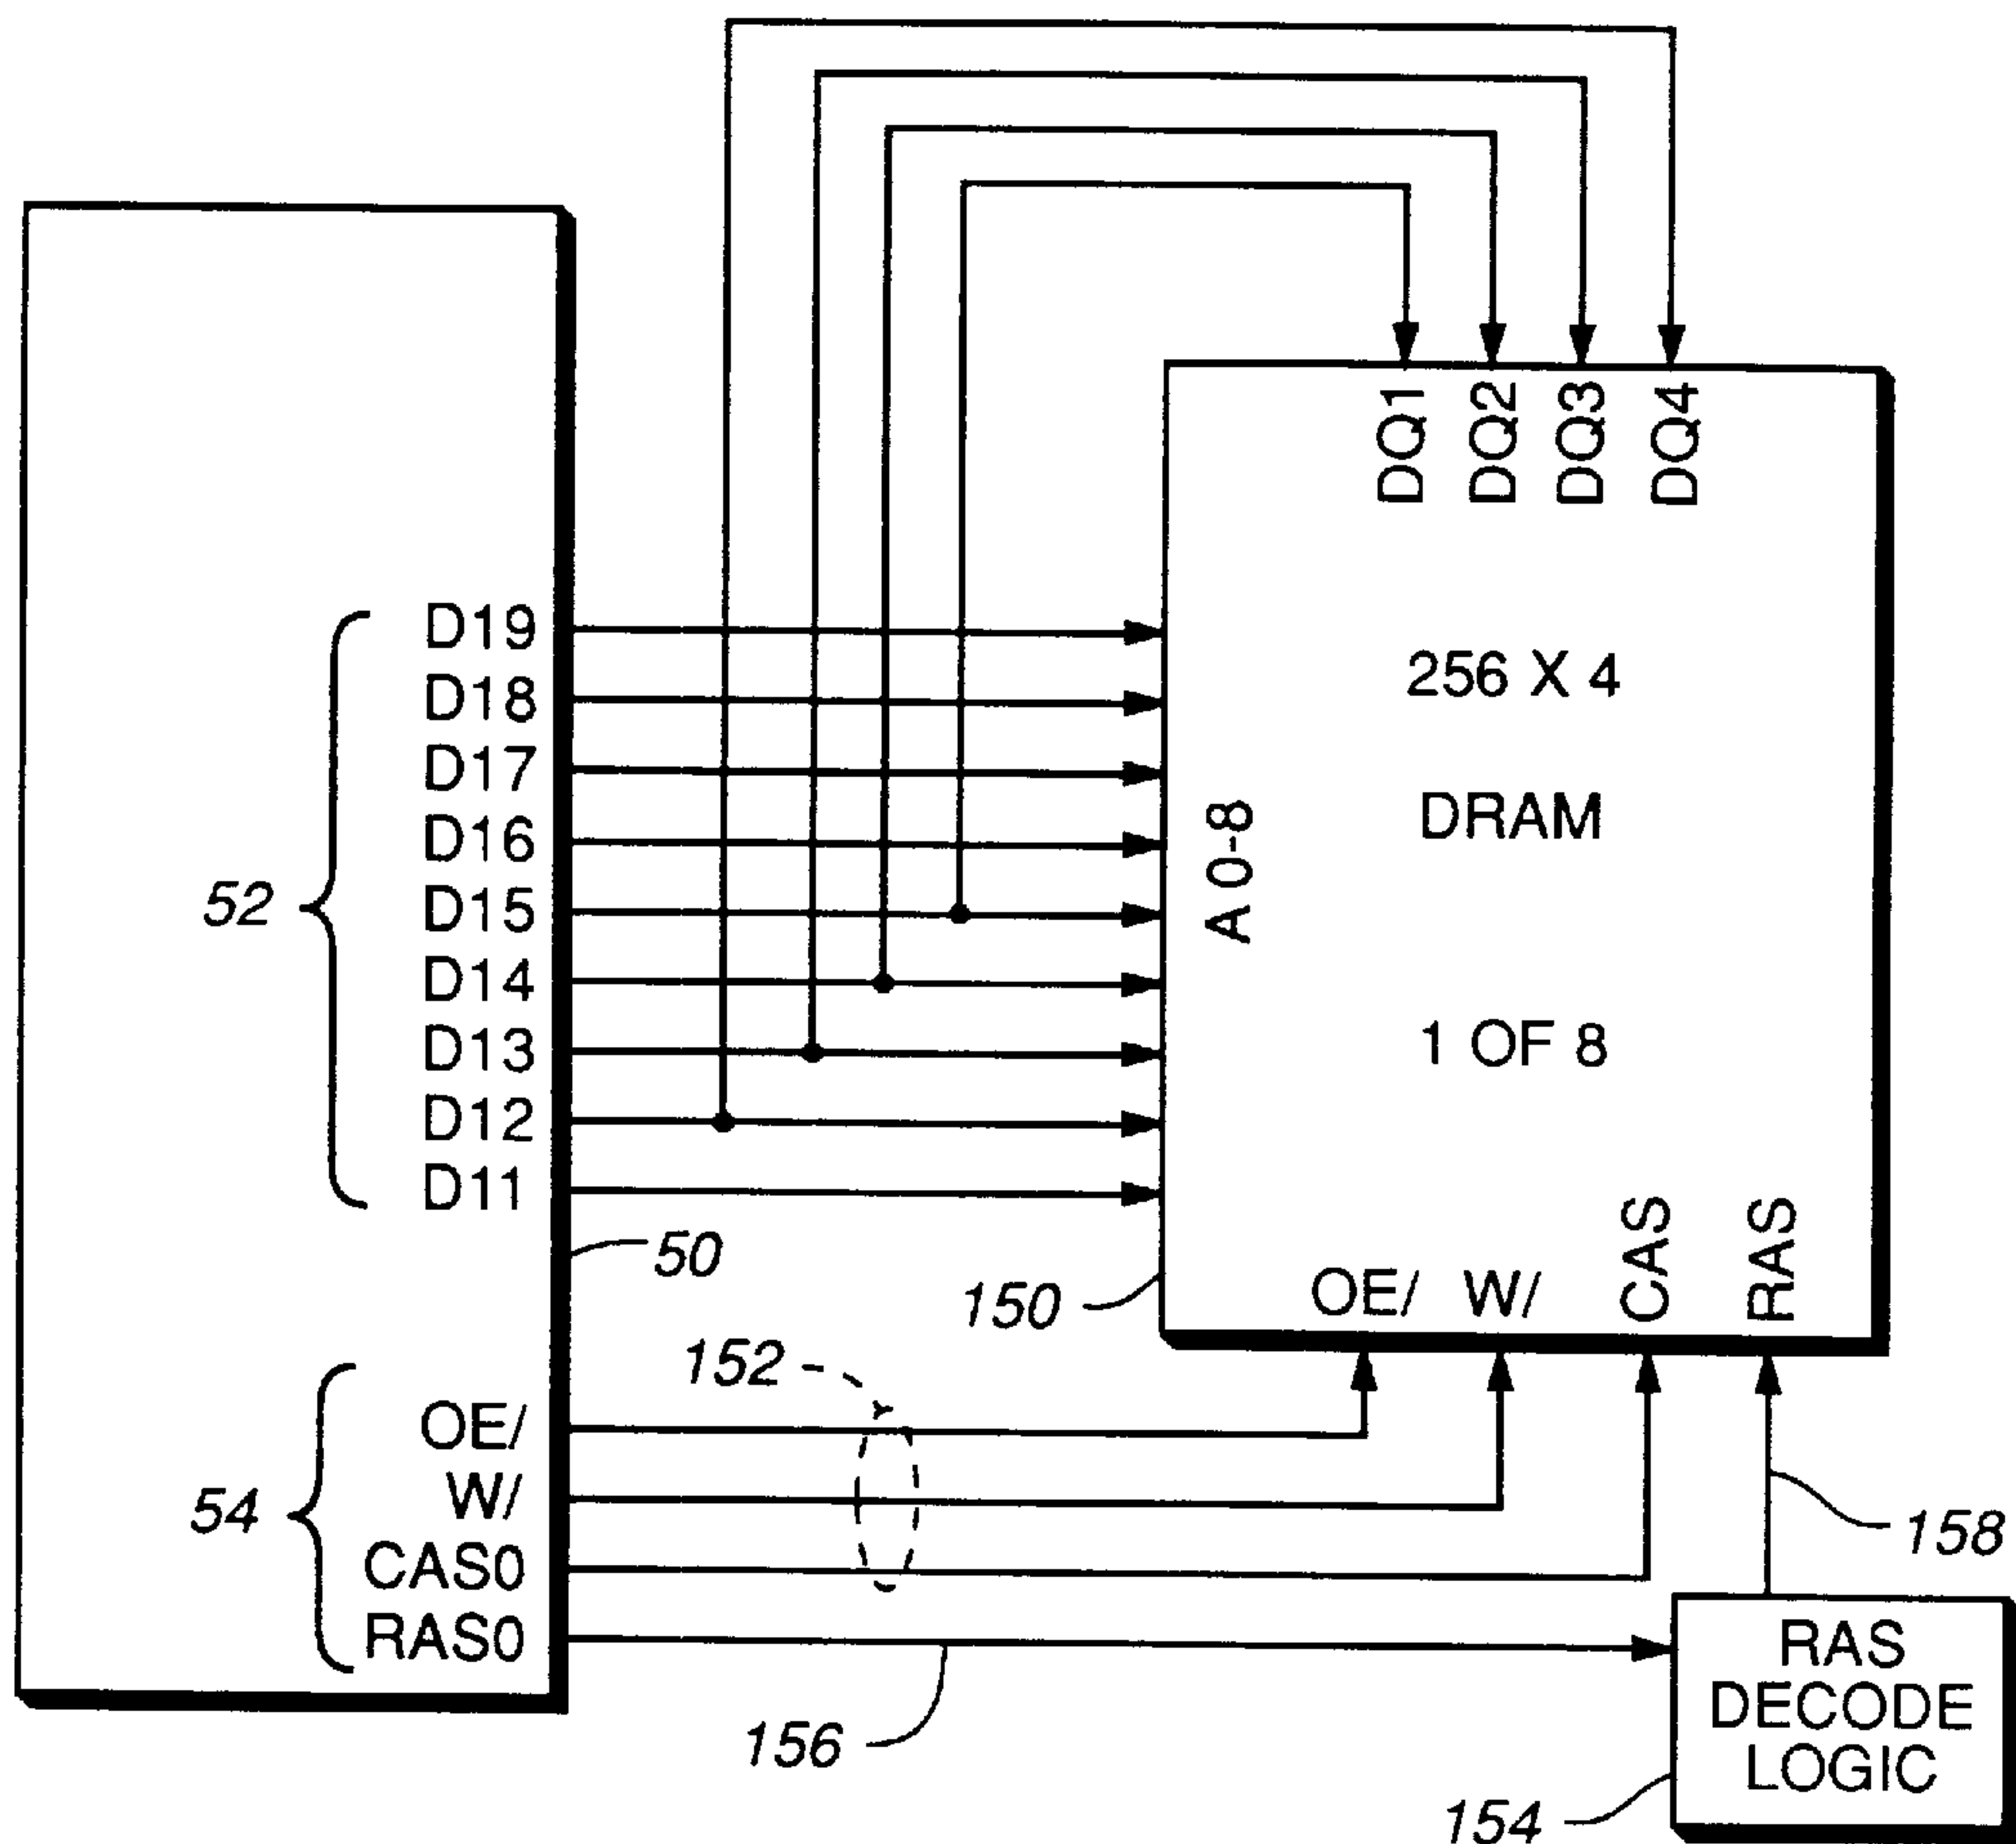 DQ1
DQ2
DQ3
DQ4
D19
D18
D17
D16
D15
D14
D13
D12
D11
52
A 0-8
256 X 4
DRAM
1 OF 8
50
150
OE/
W/
CAS
RAS
152
54
OE/
W/
CAS0
RAS0
156
158
RAS
DECODE
LOGIC
154